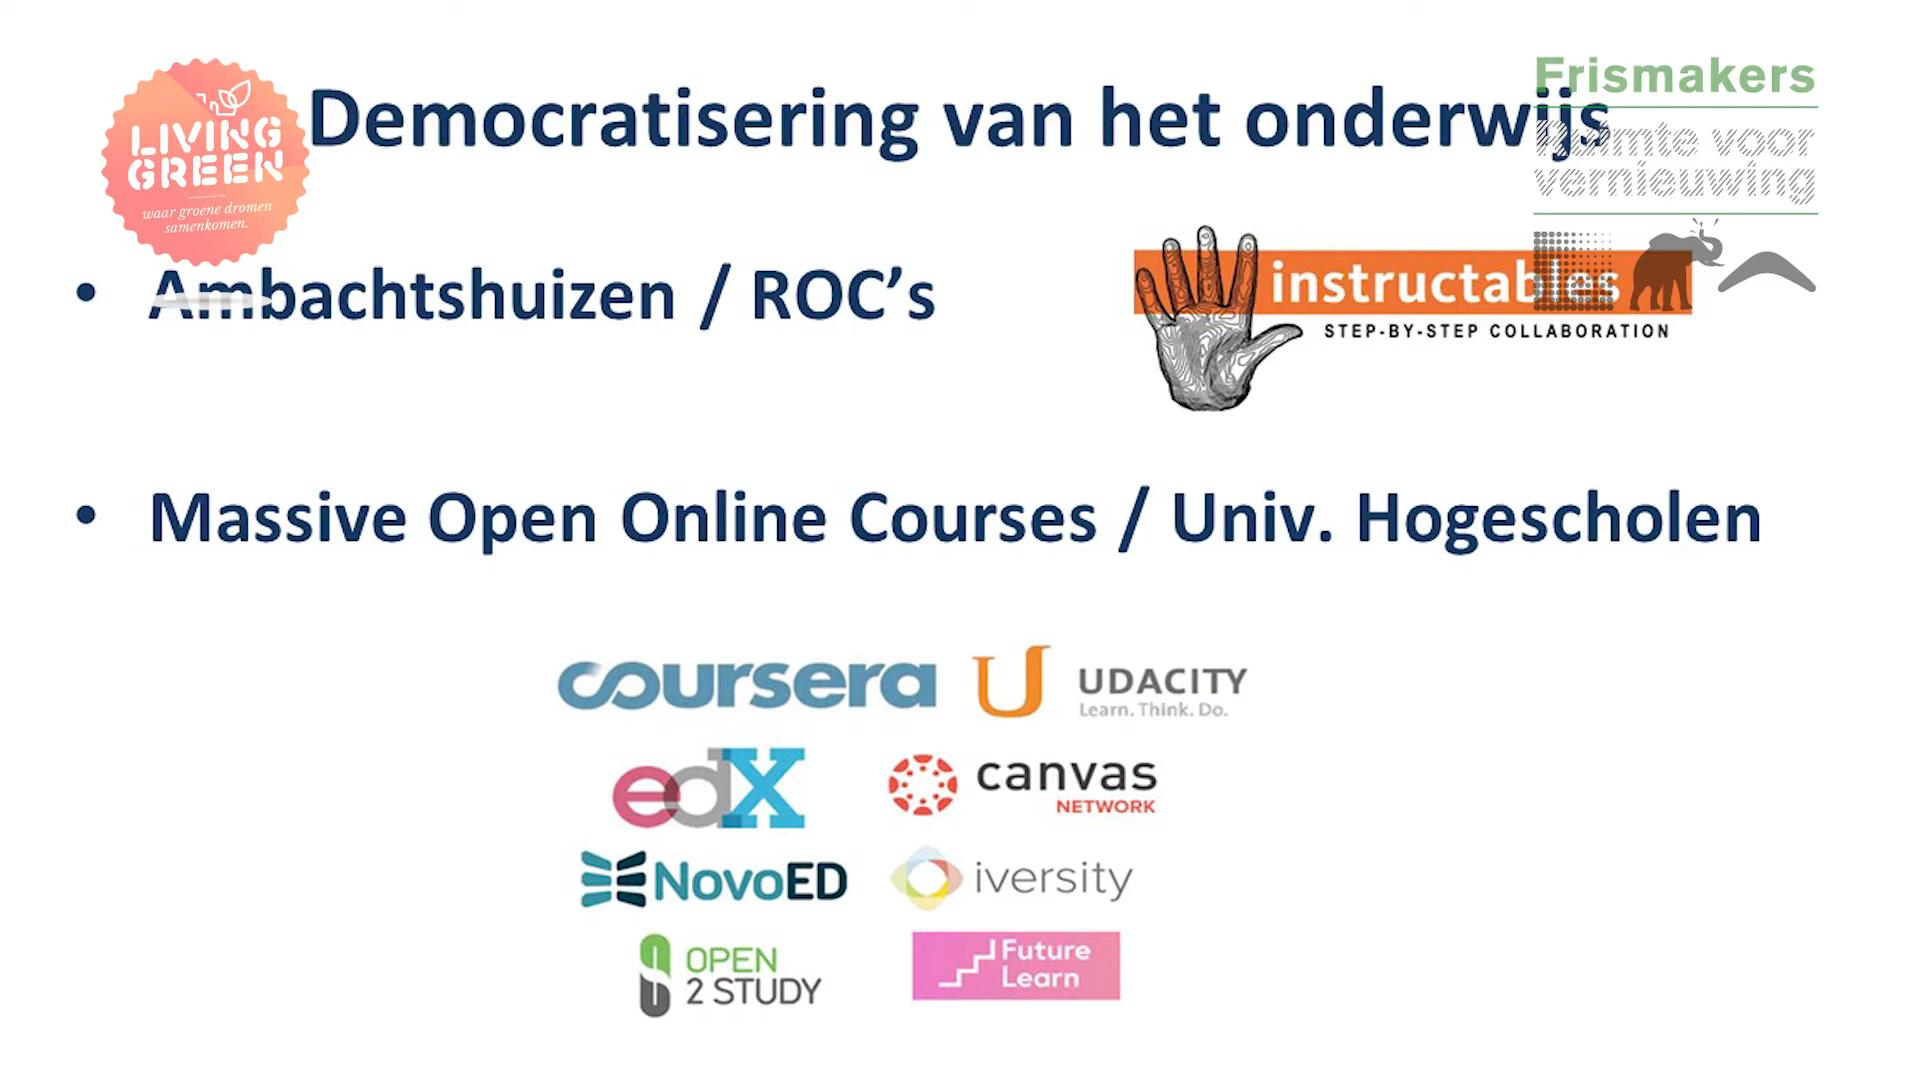 Democratisering van het onderwijs
LIVING
GREEN
waar groene dromen
samenkomen.
Frismakers
Ruimte voor
vernieuwing
• Ambachtshuizen / ROC’s
instructables
STEP-BY-STEP COLLABORATION
• Massive Open Online Courses / Univ. Hogescholen
coursera
UDACITY
Learn. Think. Do.
edX
canvas
NETWORK
NovoED
iversity
OPEN
2 STUDY
Future
Learn